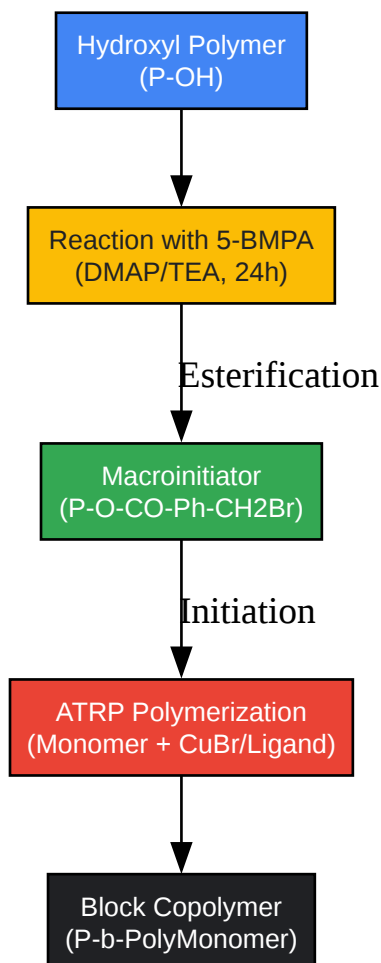 Hydroxyl Polymer
(P-OH)
Reaction with 5-BMPA
(DMAP/TEA, 24h)
Esterification
Macroinitiator
(P-O-CO-Ph-CH2Br)
Initiation
ATRP Polymerization
(Monomer + CuBr/Ligand)
Block Copolymer
(P-b-PolyMonomer)